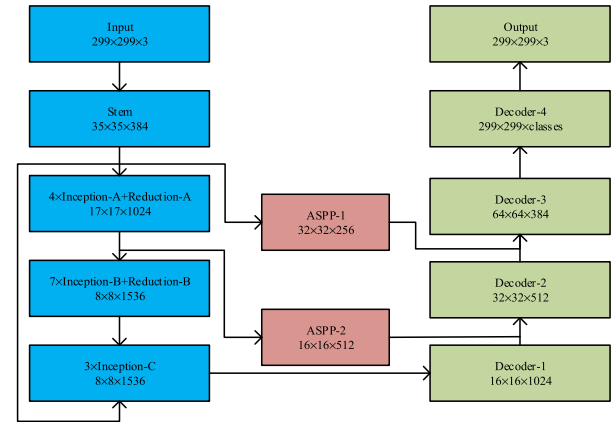 Input
299×299×3
Stem
35×35×384
4×Inception-A+Reduction-A
17×17×1024
7×Inception-B+Reduction-B
8×8×1536
3×Inception-C
8×8×1536
ASPP-1
32×32×256
ASPP-2
16×16×512
Output
299×299×3
Decoder-4
299×299×classes
Decoder-3
64×64×384
Decoder-2
32×32×512
Decoder-1
16×16×1024